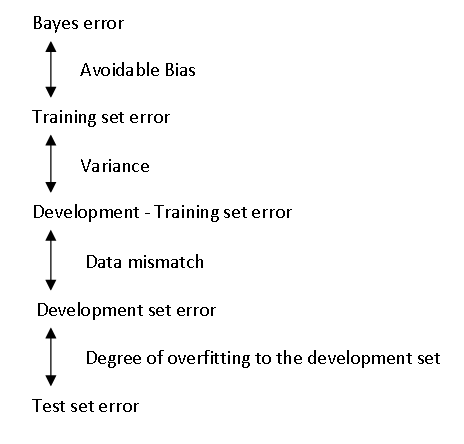 Bayes error
Avoidable Bias
Training set error
Variance
Development - Training set error
Data mismatch
Development set error
Degree of overfitting to the development set
Test set error